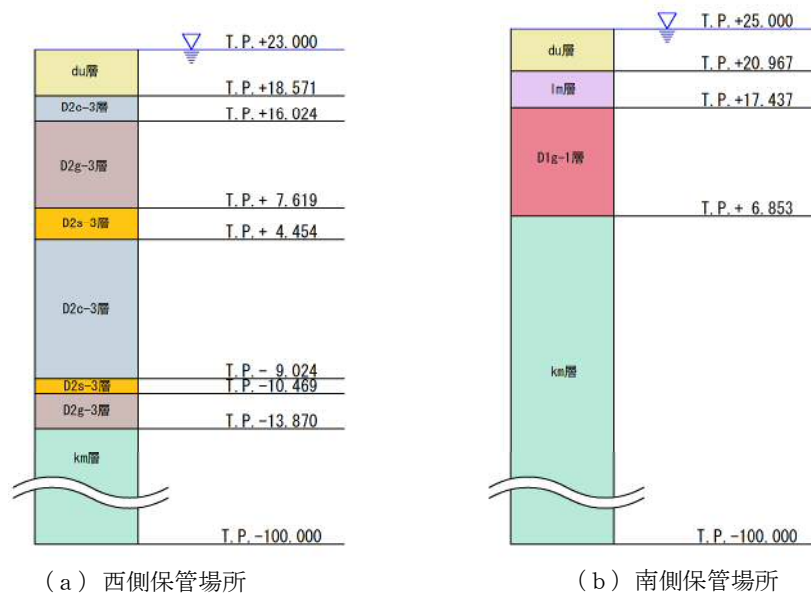 T.P.+23.000
du層
T.P.+18.571
D2c-3層
T.P.+16.024
D2g-3層
T.P.+ 7.619
D2s-3層
T.P.+ 4.454
D2c-3層
T.P.- 9.024
D2s-3層
T.P.-10.469
D2g-3層
T.P.-13.870
km層
T.P.-100.000
(a) 西側保管場所
T.P.+25.000
du層
T.P.+20.967
lm層
T.P.+17.437
D1g-1層
T.P.+ 6.853
km層
T.P.-100.000
(b) 南側保管場所